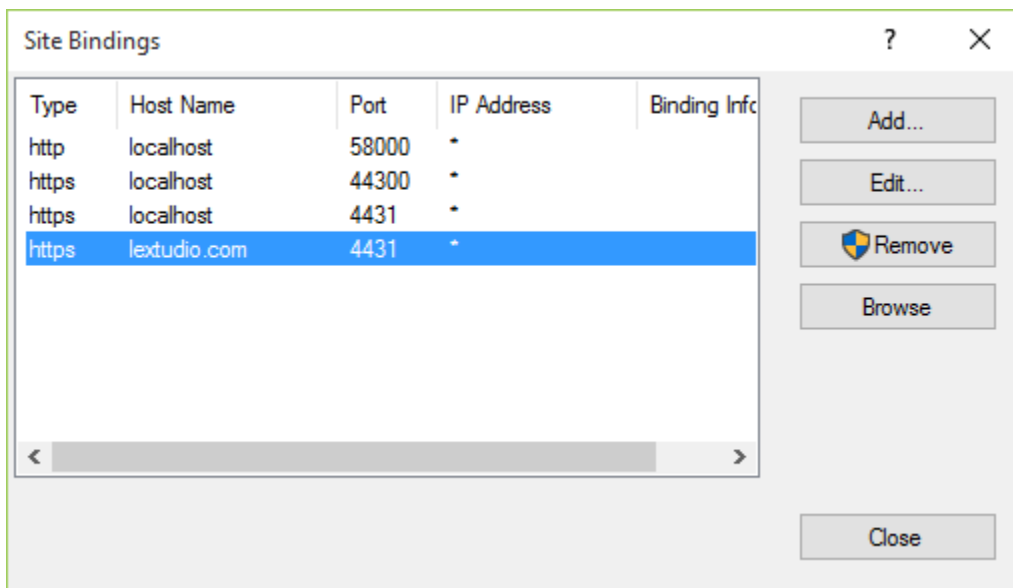 Site Bindings ? ×
Type Host Name Port IP Address Binding Info
http localhost 58000 *
https localhost 44300 *
https localhost 4431 *
https lextudio.com 4431 *
Add...
Edit...
Remove
Browse
Close